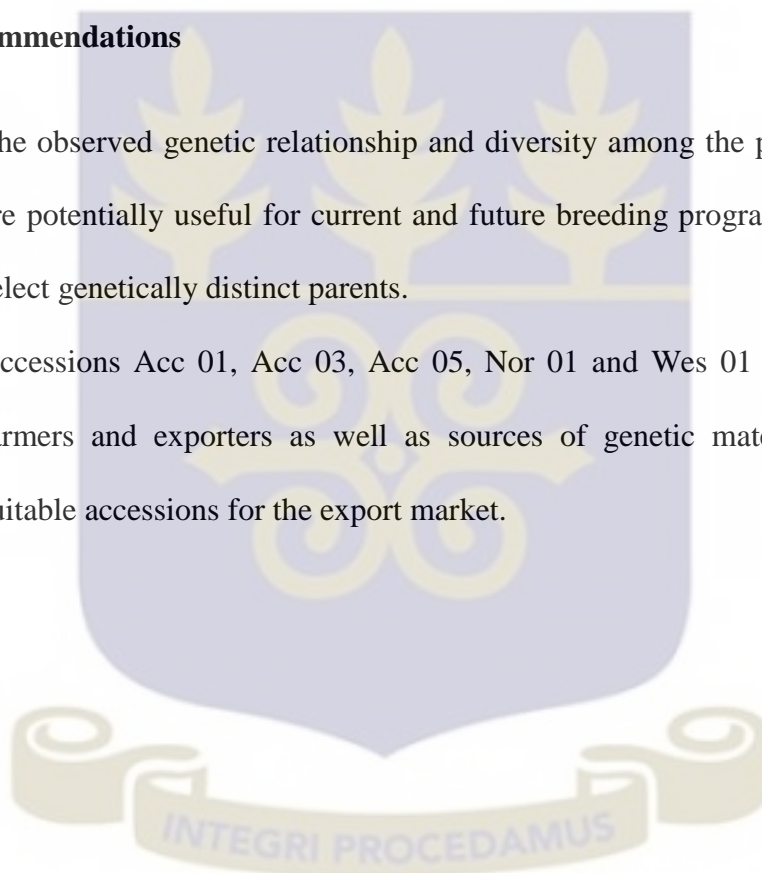 ommendations
he observed genetic relationship and diversity among the p
re potentially useful for current and future breeding progra
elect genetically distinct parents.
ccessions Acc 01, Acc 03, Acc 05, Nor 01 and Wes 01
armers and exporters as well as sources of genetic mate
uitable accessions for the export market.
INTEGRI PROCEDAMUS